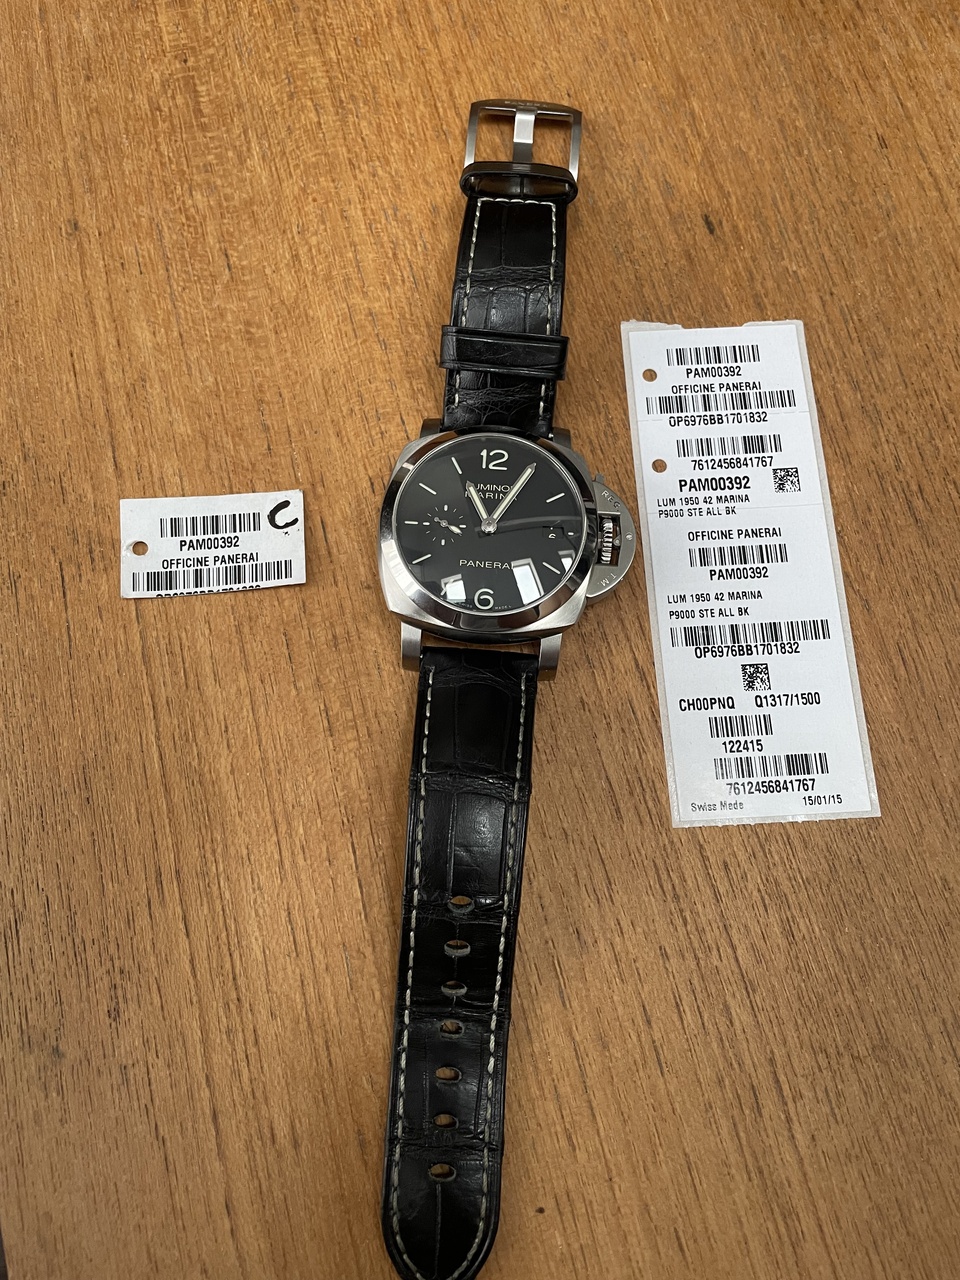 C
PAM00392
OFFICINE PANERAI
12
LUMINOR
MARINA
2
PANERAI
6
PAM00392
OFFICINE PANERAI
OP6976BB1701832
7612456841767
PAM00392
LUM 1950 42 MARINA
P9000 STE ALL BK
OFFICINE PANERAI
PAM00392
LUM 1950 42 MARINA
P9000 STE ALL BK
OP6976BB1701832
CH00PNQ Q1317/1500
122415
7612456841767
Swiss Made 15/01/15